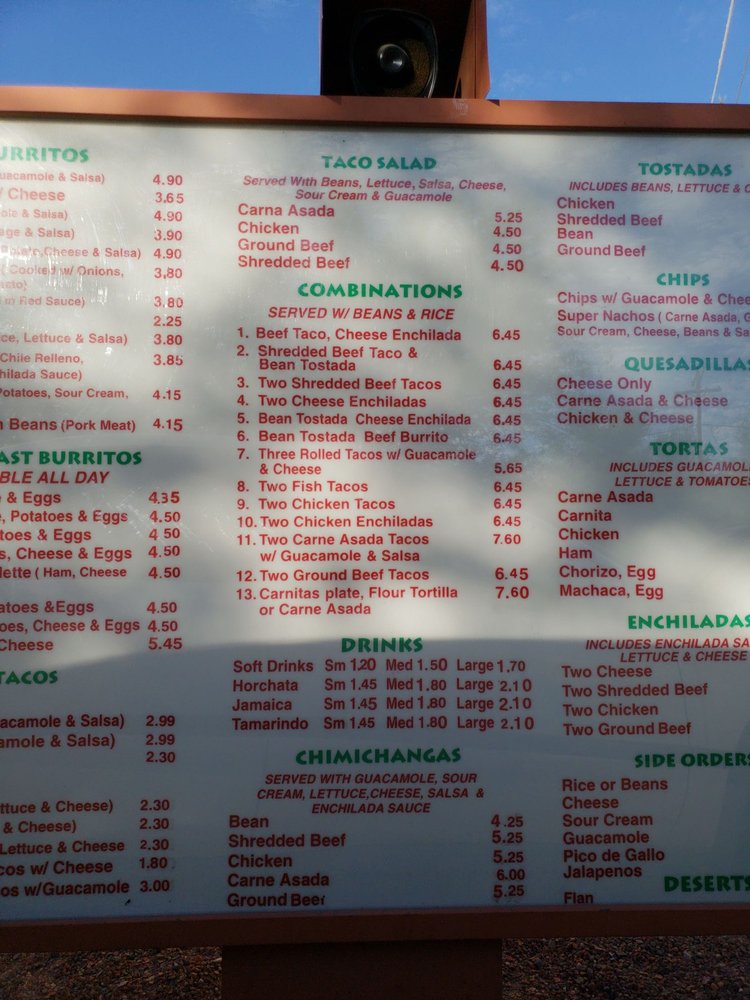 URRITOS
uacamole & Salsa) 4.90
/ Cheese 3.65
ole & Salsa) 4.90
age & Salsa) 3.90
Potato,Cheese & Salsa) 4.90
( Cooked w/ Onions, 3.80
ato)
in Red Sauce) 3.80
2.25
ce, Lettuce & Salsa) 3.80
Chile Relleno, 3.85
hilada Sauce)
Potatoes, Sour Cream, 4.15
n Beans (Pork Meat) 4.15
AST BURRITOS
BLE ALL DAY
& Eggs 4.35
, Potatoes & Eggs 4.50
toes & Eggs 4 50
s, Cheese & Eggs 4.50
lette ( Ham, Cheese 4.50
atoes &Eggs 4.50
oes, Cheese & Eggs 4.50
Cheese 5.45
TACOS
acamole & Salsa) 2.99
amole & Salsa) 2.99
2.30
ttuce & Cheese) 2.30
& Cheese) 2.30
Lettuce & Cheese 2.30
cos w/ Cheese 1.80
os w/Guacamole 3.00
TACO SALAD
Served With Beans, Lettuce, Salsa, Cheese,
Sour Cream & Guacamole
Carna Asada 5.25
Chicken 4.50
Ground Beef 4.50
Shredded Beef 4.50
COMBINATIONS
SERVED W/ BEANS & RICE
1. Beef Taco, Cheese Enchilada 6.45
2. Shredded Beef Taco &
Bean Tostada 6.45
3. Two Shredded Beef Tacos 6.45
4. Two Cheese Enchiladas 6.45
5. Bean Tostada Cheese Enchilada 6.45
6. Bean Tostada Beef Burrito 6.45
7. Three Rolled Tacos w/ Guacamole
& Cheese 5.65
8. Two Fish Tacos 6.45
9. Two Chicken Tacos 6.45
10. Two Chicken Enchiladas 6.45
11. Two Carne Asada Tacos 7.60
w/ Guacamole & Salsa
12. Two Ground Beef Tacos 6.45
13. Carnitas plate, Flour Tortilla 7.60
or Carne Asada
DRINKS
Soft Drinks Sm 1.20 Med 1.50 Large 1.70
Horchata Sm 1.45 Med 1.80 Large 2.10
Jamaica Sm 1.45 Med 1.80 Large 2.10
Tamarindo Sm 1.45 Med 1.80 Large 2.10
CHIMICHANGAS
SERVED WITH GUACAMOLE, SOUR
CREAM, LETTUCE,CHEESE, SALSA &
ENCHILADA SAUCE
Bean 4.25
Shredded Beef 5.25
Chicken 5.25
Carne Asada 6.00
Ground Beef 5.25
TOSTADAS
INCLUDES BEANS, LETTUCE & C
Chicken
Shredded Beef
Bean
Ground Beef
CHIPS
Chips w/ Guacamole & Chee
Super Nachos ( Carne Asada, G
Sour Cream, Cheese, Beans & Sa
QUESADILLAS
Cheese Only
Carne Asada & Cheese
Chicken & Cheese
TORTAS
INCLUDES GUACAMOL
LETTUCE & TOMATOES
Carne Asada
Carnita
Chicken
Ham
Chorizo, Egg
Machaca, Egg
ENCHILADAS
INCLUDES ENCHILADA SA
LETTUCE & CHEESE
Two Cheese
Two Shredded Beef
Two Chicken
Two Ground Beef
SIDE ORDERS
Rice or Beans
Cheese
Sour Cream
Guacamole
Pico de Gallo
Jalapenos
DESERTS
Flan